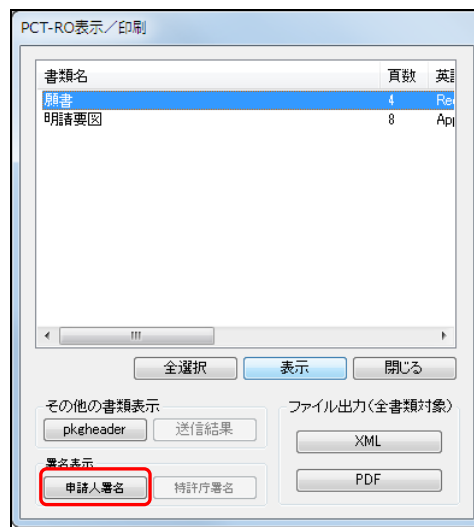 PCT-RO表示／印刷
書類名 頁数 英
願書 4 Re
明請要図 8 Ap
全選択 表示 閉じる
その他の書類表示 ファイル出力(全書類対象)
pkgheader 送信結果 XML
署名表示
申請人署名 特許庁署名 PDF